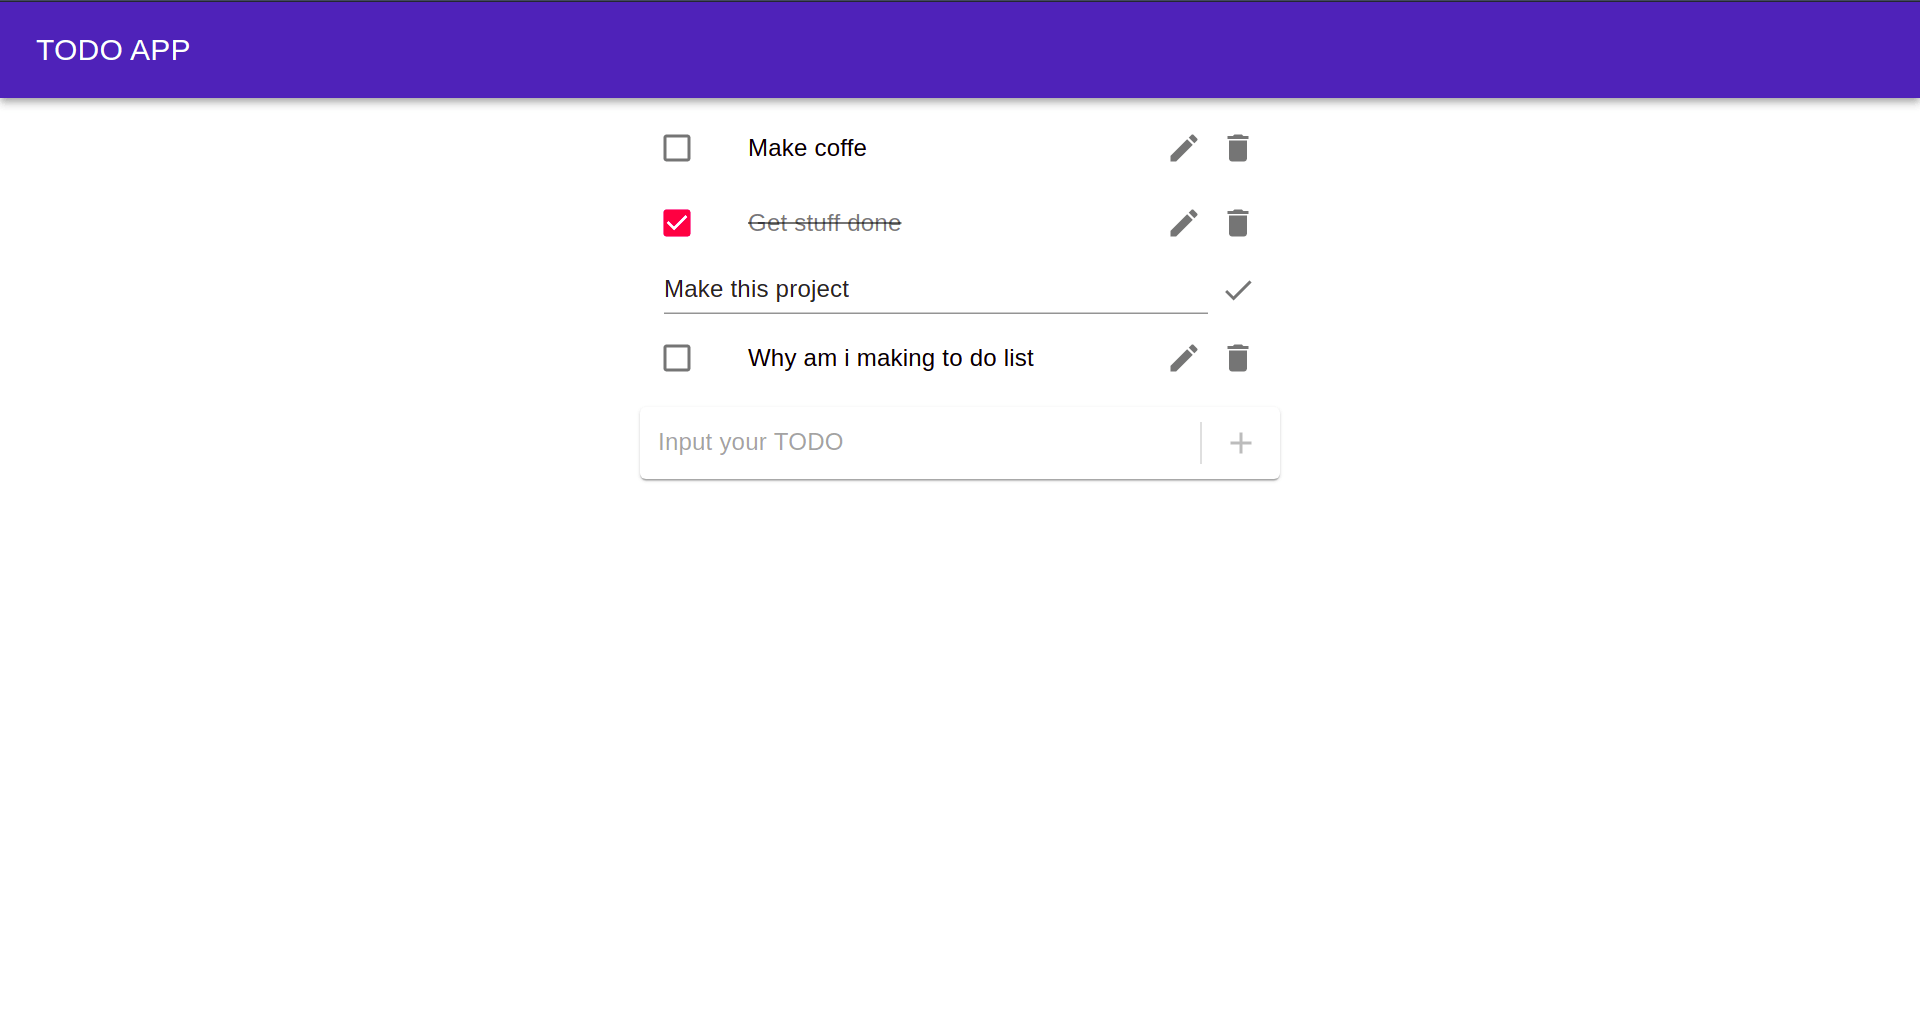 TODO APP
Make coffe
Get stuff done
Make this project
Why am i making to do list
Input your TODO